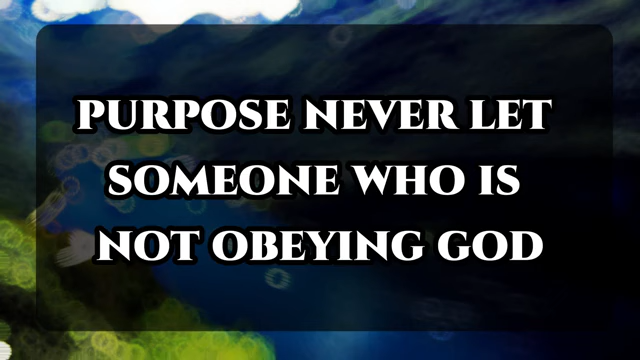 PURPOSE NEVER LET
SOMEONE WHO IS
NOT OBEYING GOD